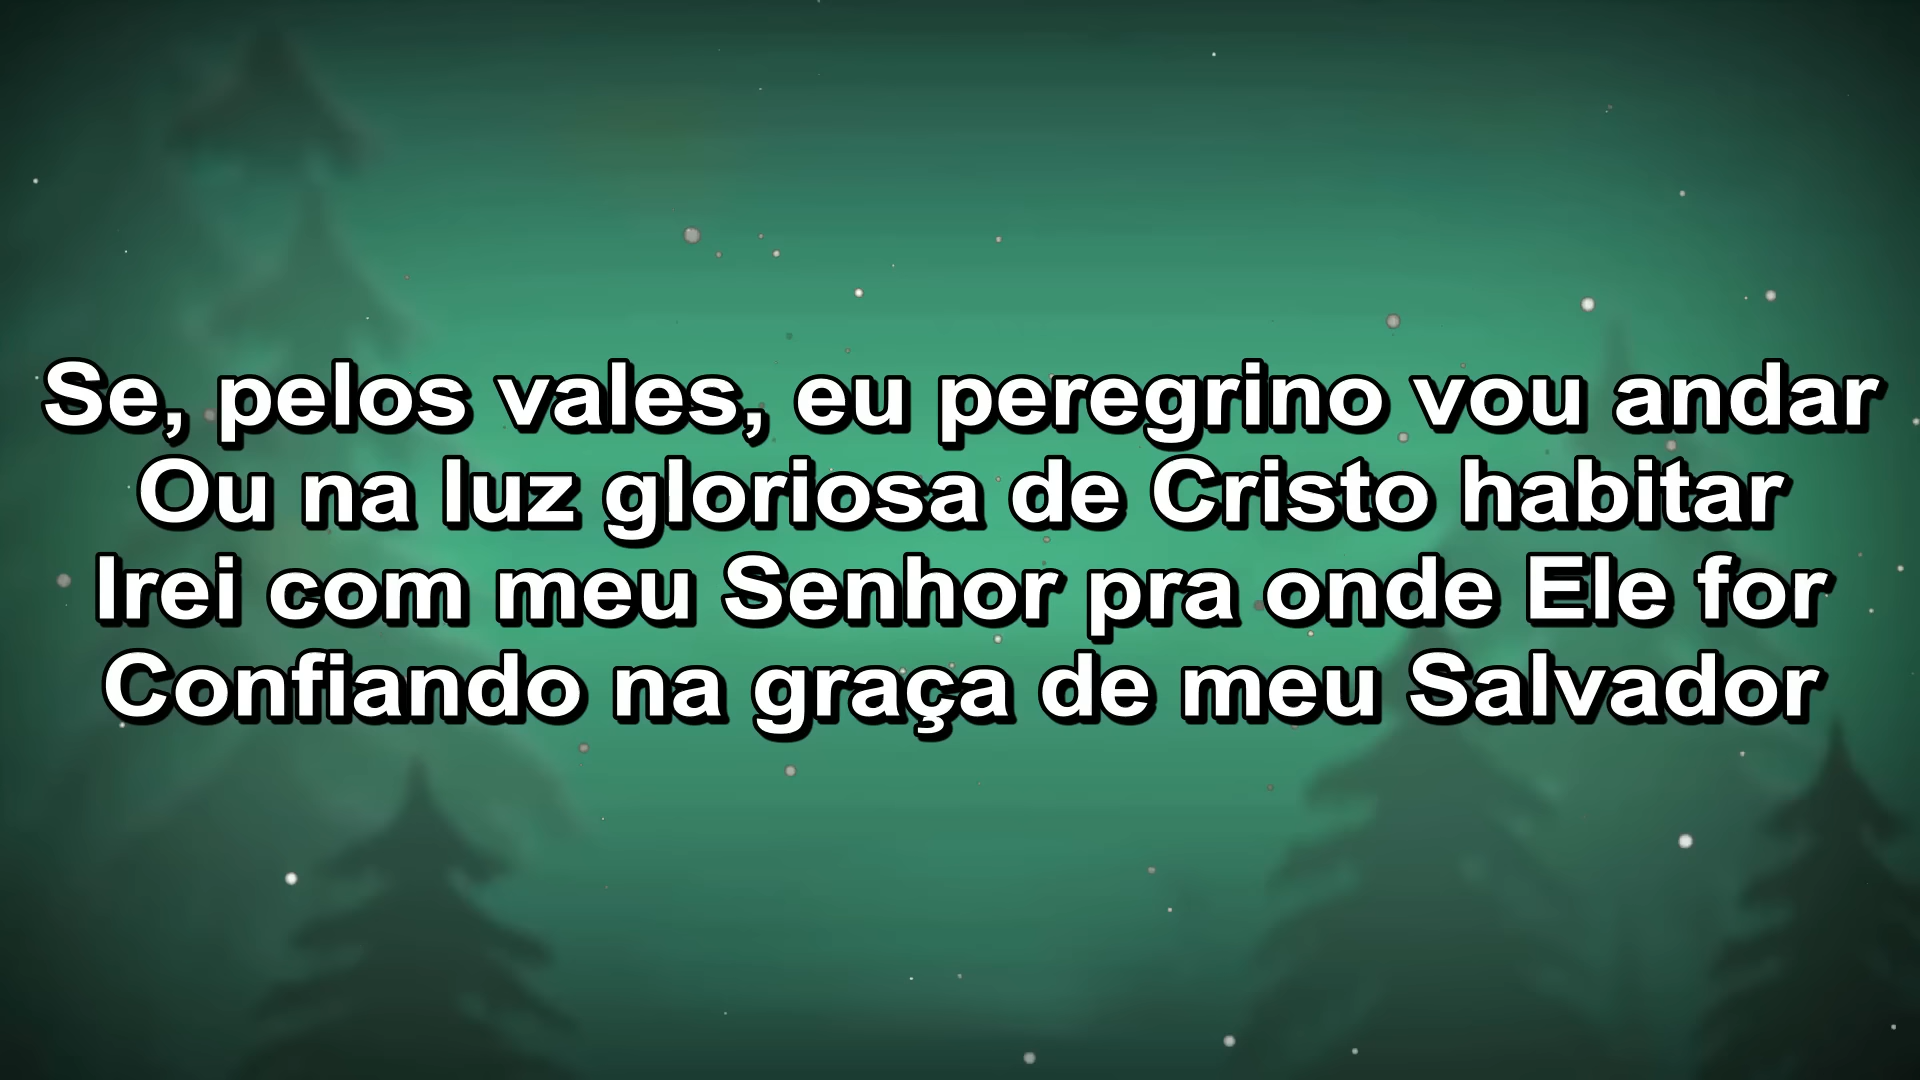 Se, pelos vales, eu peregrino vou andar
Ou na luz gloriosa de Cristo habitar
Irei com meu Senhor pra onde Ele for
Confiando na graça de meu Salvador